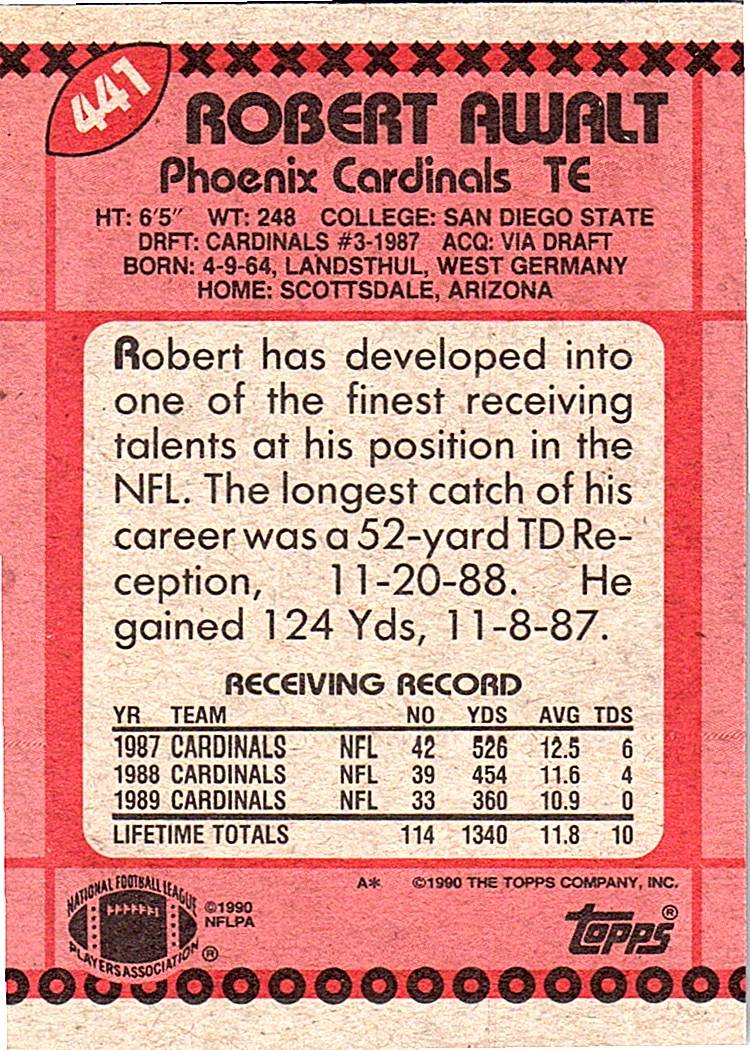 441
ROBERT AWALT
Phoenix Cardinals TE
HT: 6'5" WT: 248 COLLEGE: SAN DIEGO STATE
DRFT: CARDINALS #3-1987 ACQ: VIA DRAFT
BORN: 4-9-64, LANDSTHUL, WEST GERMANY
HOME: SCOTTSDALE, ARIZONA
Robert has developed into
one of the finest receiving
talents at his position in the
NFL. The longest catch of his
career was a 52-yard TD Re-
ception, 11-20-88. He
gained 124 Yds, 11-8-87.
RECEIVING RECORD
YR TEAM NO YDS AVG TDS
1987 CARDINALS NFL 42 526 12.5 6
1988 CARDINALS NFL 39 454 11.6 4
1989 CARDINALS NFL 33 360 10.9 0
LIFETIME TOTALS 114 1340 11.8 10
A* ©1990 THE TOPPS COMPANY, INC.
NATIONAL FOOTBALL LEAGUE
PLAYERS ASSOCIATION ®
©1990
NFLPA
topps ®